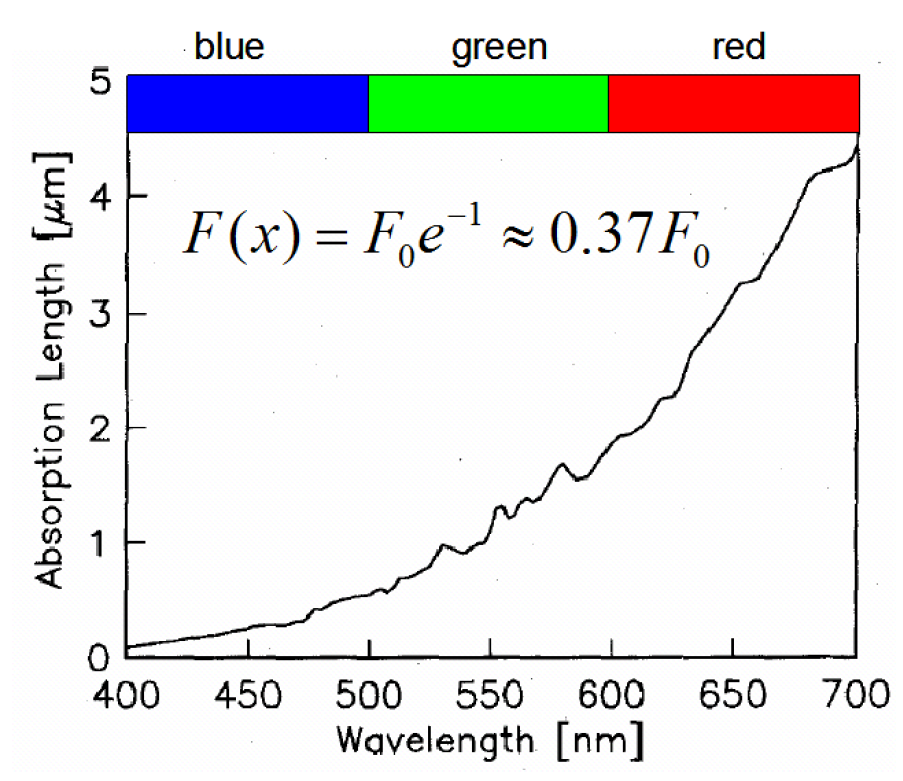 blue green red
5
4
3
2
1
0
Absorption Length [μm]
F(x) = F₀e⁻¹ ≈ 0.37F₀
400 450 500 550 600 650 700
Wavelength [nm]